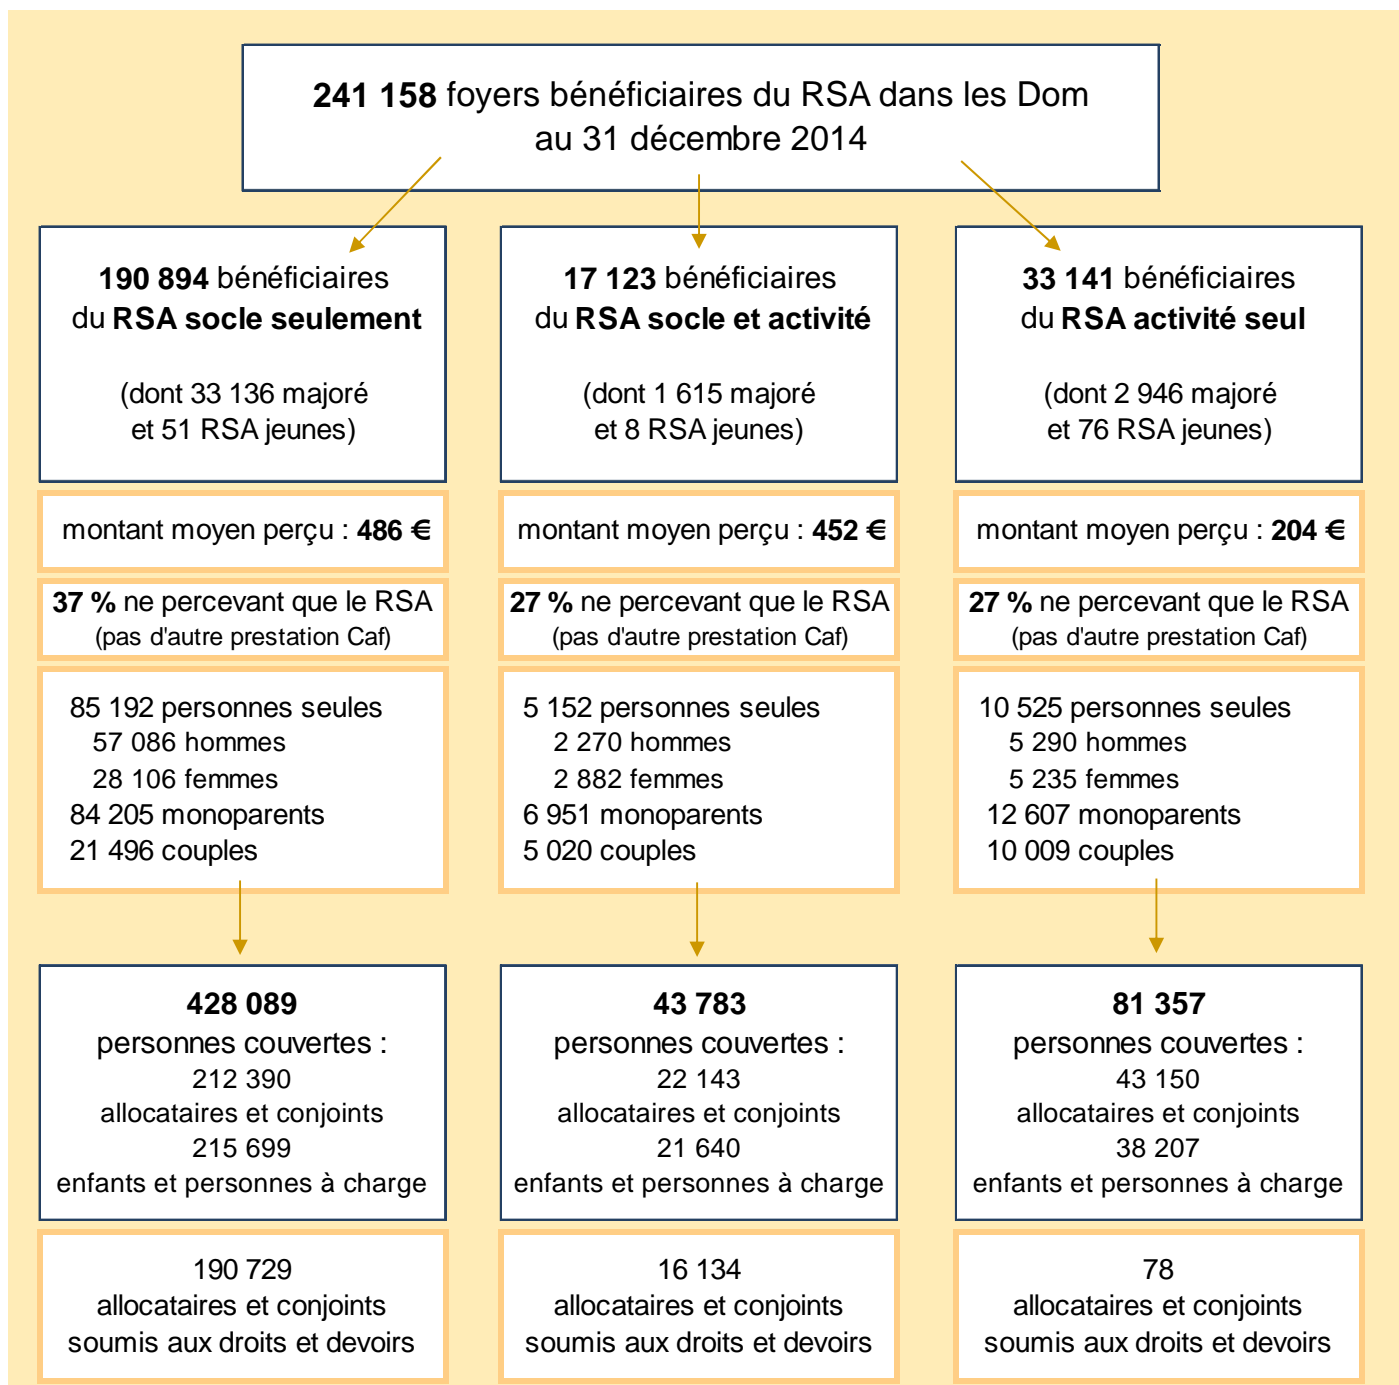 241 158 foyers bénéficiaires du RSA dans les Dom
au 31 décembre 2014
190 894 bénéficiaires
du RSA socle seulement
(dont 33 136 majoré
et 51 RSA jeunes)
montant moyen perçu : 486 €
37 % ne percevant que le RSA
(pas d'autre prestation Caf)
85 192 personnes seules
57 086 hommes
28 106 femmes
84 205 monoparents
21 496 couples
428 089
personnes couvertes :
212 390
allocataires et conjoints
215 699
enfants et personnes à charge
190 729
allocataires et conjoints
soumis aux droits et devoirs
17 123 bénéficiaires
du RSA socle et activité
(dont 1 615 majoré
et 8 RSA jeunes)
montant moyen perçu : 452 €
27 % ne percevant que le RSA
(pas d'autre prestation Caf)
5 152 personnes seules
2 270 hommes
2 882 femmes
6 951 monoparents
5 020 couples
43 783
personnes couvertes :
22 143
allocataires et conjoints
21 640
enfants et personnes à charge
16 134
allocataires et conjoints
soumis aux droits et devoirs
33 141 bénéficiaires
du RSA activité seul
(dont 2 946 majoré
et 76 RSA jeunes)
montant moyen perçu : 204 €
27 % ne percevant que le RSA
(pas d'autre prestation Caf)
10 525 personnes seules
5 290 hommes
5 235 femmes
12 607 monoparents
10 009 couples
81 357
personnes couvertes :
43 150
allocataires et conjoints
38 207
enfants et personnes à charge
78
allocataires et conjoints
soumis aux droits et devoirs